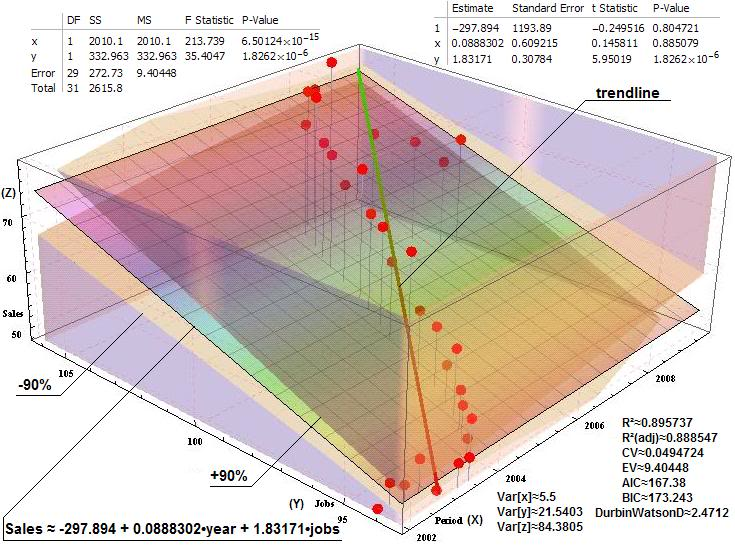 DF SS MS F Statistic P-Value
x 1 2010.1 2010.1 213.739 6.50124×10⁻¹⁵
y 1 332.963 332.963 35.4047 1.8262×10⁻⁶
Error 29 272.73 9.40448
Total 31 2615.8
Estimate Standard Error t Statistic P-Value
1 -297.894 1193.89 -0.249516 0.804721
x 0.0888302 0.609215 0.145811 0.885079
y 1.83171 0.30784 5.95019 1.8262×10⁻⁶
trendline
(Z)
70
60
Sales
50
105
100
95
(Y) Jobs
2002
Period (X)
2004
2006
2008
-90%
+90%
Sales ≈ -297.894 + 0.0888302•year + 1.83171•jobs
Var[x]≈5.5
Var[y]≈21.5403
Var[z]≈84.3805
R²≈0.895737
R²(adj)≈0.888547
CV≈0.0494724
EV≈9.40448
AIC≈167.38
BIC≈173.243
DurbinWatsonD≈2.4712